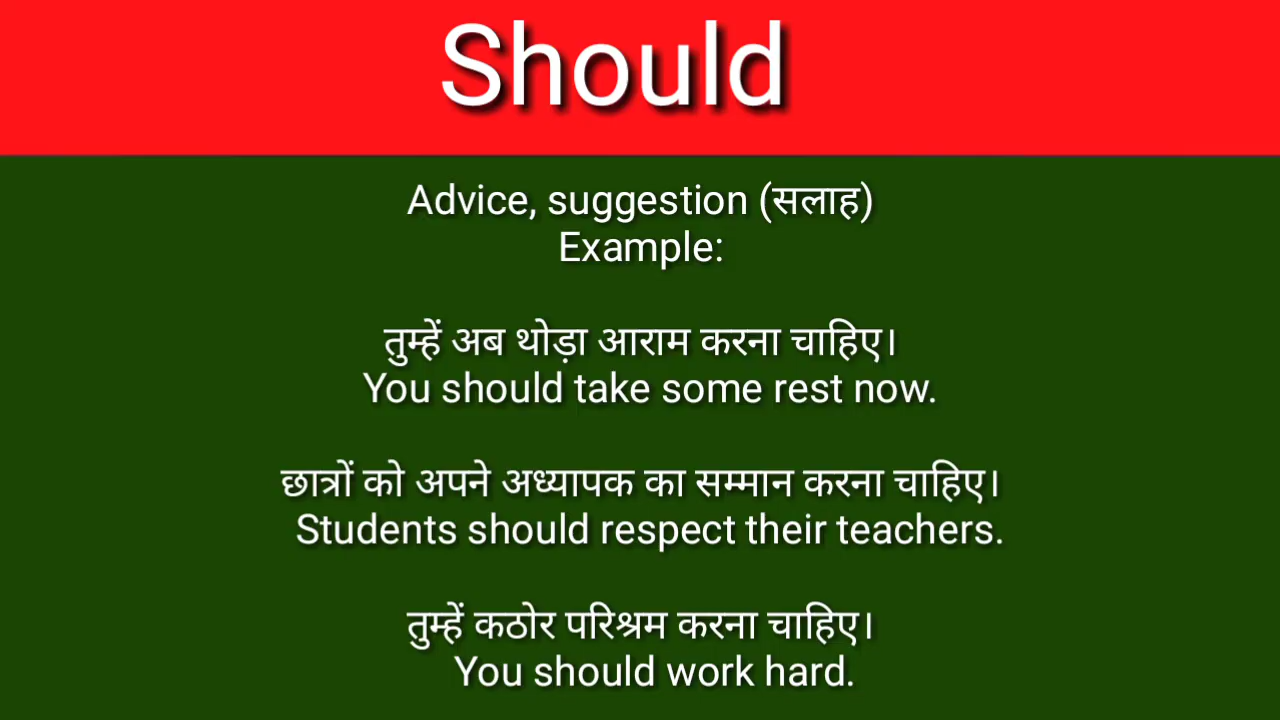 Should
Advice, suggestion (सलाह)
Example:
तुम्हें अब थोड़ा आराम करना चाहिए।
You should take some rest now.
छात्रों को अपने अध्यापक का सम्मान करना चाहिए।
Students should respect their teachers.
तुम्हें कठोर परिश्रम करना चाहिए।
You should work hard.